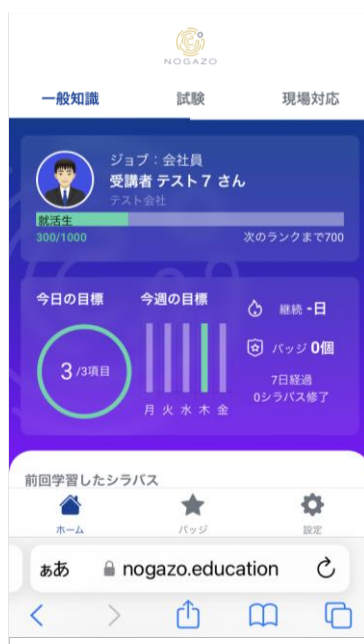 NOGAZO
一般知識
試験
現場対応
ジョブ：会社員
受講者 テスト７ さん
テスト会社
就活生
300/1000
次のランクまで700
今日の目標
今週の目標
継続 -日
3 /3項目
バッジ 0個
7日経過
0シラバス修了
月 火 水 木 金
前回学習したシラバス
ホーム
バッジ
設定
ぁあ
nogazo.education